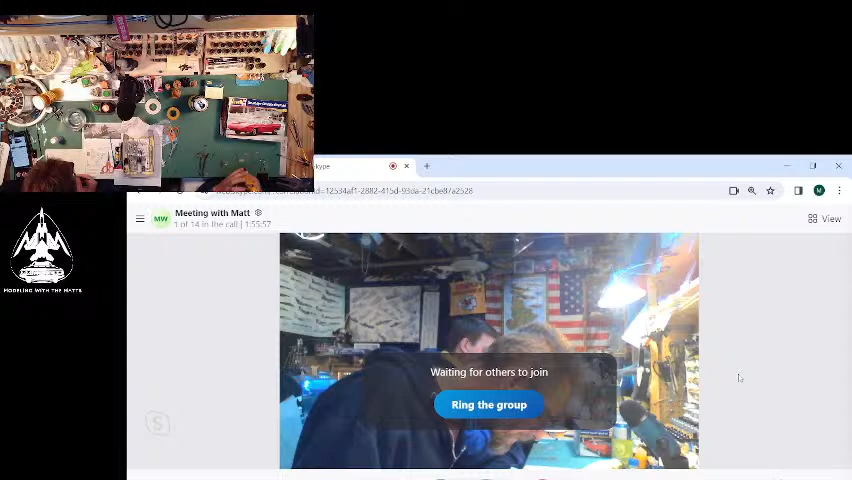 Meeting with Matt
MW
1 of 14 in the call | 1:55:57
View
Waiting for others to join
Ring the group
MODELING WITH THE MATTS